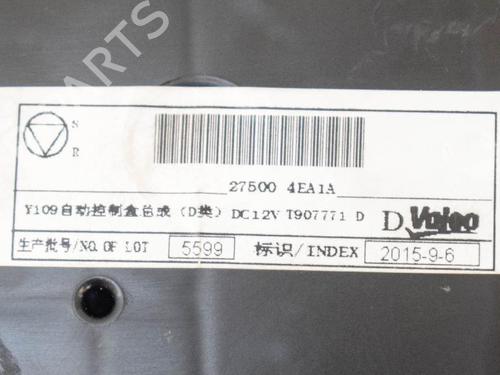 PARTS
S
R
27500 4EA1A
Y109自动控制盒总成 (D类) DC12V T907771 D
D Valeo
生产批号/NO.OF LOT 5599 标识/INDEX 2015-9-6